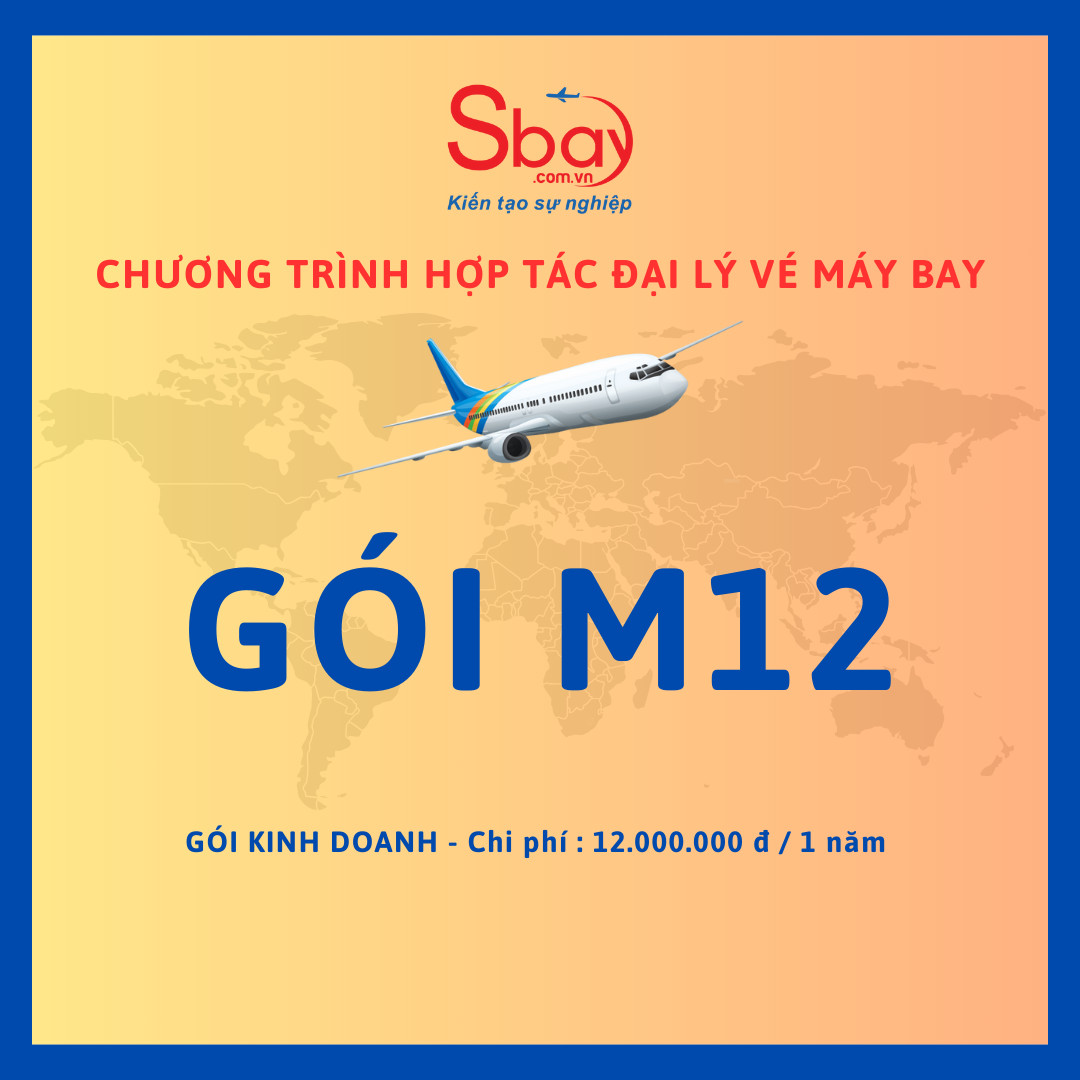 Sbay
.com.vn
Kiến tạo sự nghiệp
CHƯƠNG TRÌNH HỢP TÁC ĐẠI LÝ VÉ MÁY BAY
GÓI M12
GÓI KINH DOANH - Chi phí : 12.000.000 đ / 1 năm